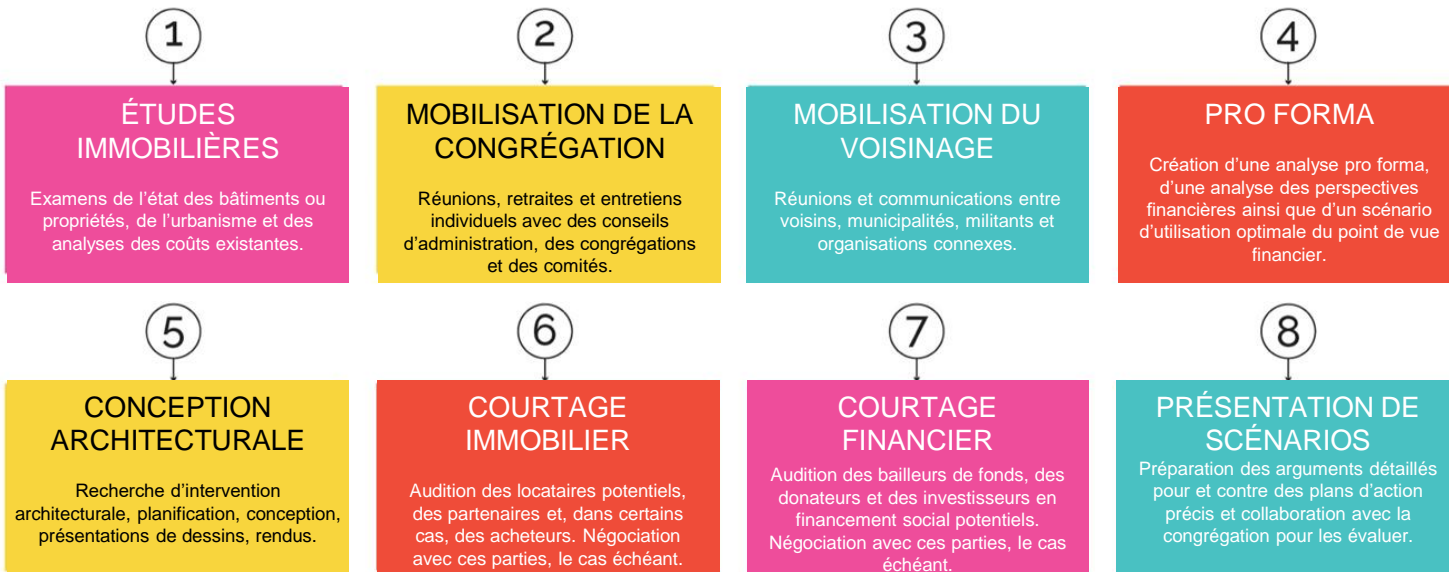 1
ÉTUDES
IMMOBILIÈRES
Examens de l’état des bâtiments ou
propriétés, de l’urbanisme et des
analyses des coûts existantes.
2
MOBILISATION DE LA
CONGRÉGATION
Réunions, retraites et entretiens
individuels avec des conseils
d’administration, des congrégations
et des comités.
3
MOBILISATION DU
VOISINAGE
Réunions et communications entre
voisins, municipalités, militants et
organisations connexes.
4
PRO FORMA
Création d’une analyse pro forma,
d’une analyse des perspectives
financières ainsi que d’un scénario
d’utilisation optimale du point de vue
financier.
5
CONCEPTION
ARCHITECTURALE
Recherche d’intervention
architecturale, planification, conception,
présentations de dessins, rendus.
6
COURTAGE
IMMOBILIER
Audition des locataires potentiels,
des partenaires et, dans certains
cas, des acheteurs. Négociation
avec ces parties, le cas échéant.
7
COURTAGE
FINANCIER
Audition des bailleurs de fonds, des
donateurs et des investisseurs en
financement social potentiels.
Négociation avec ces parties, le cas
échéant.
8
PRÉSENTATION DE
SCÉNARIOS
Préparation des arguments détaillés
pour et contre des plans d’action
précis et collaboration avec la
congrégation pour les évaluer.